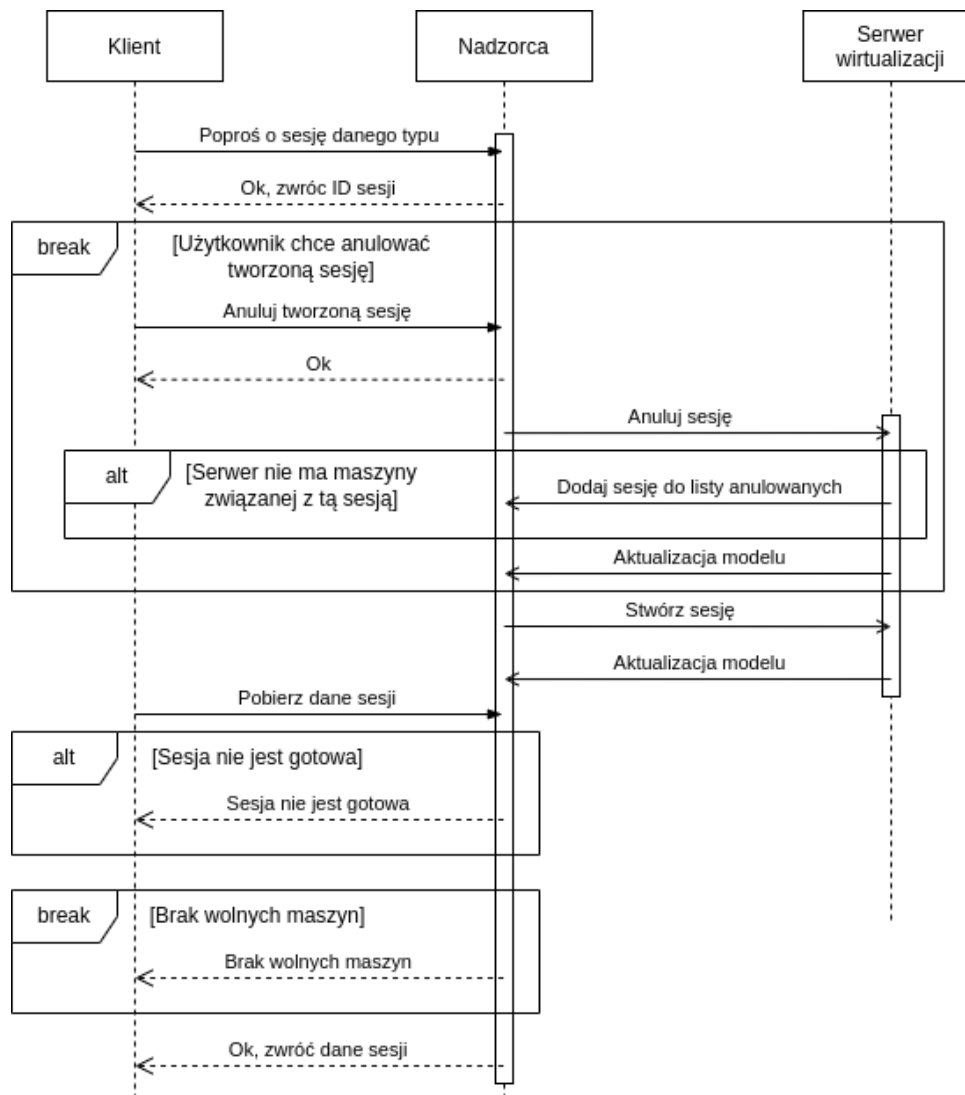 Klient
Nadzorca
Serwer
wirtualizacji
Poproś o sesję danego typu
Ok, zwróc ID sesji
break
[Użytkownik chce anulować
tworzoną sesję]
Anuluj tworzoną sesję
Ok
Anuluj sesję
alt
[Serwer nie ma maszyny
związanej z tą sesją]
Dodaj sesję do listy anulowanych
Aktualizacja modelu
Stwórz sesję
Aktualizacja modelu
Pobierz dane sesji
alt
[Sesja nie jest gotowa]
Sesja nie jest gotowa
break
[Brak wolnych maszyn]
Brak wolnych maszyn
Ok, zwróć dane sesji